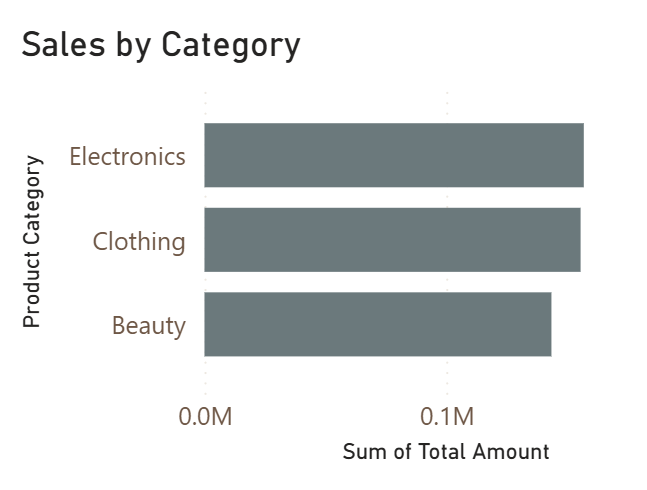 Sales by Category
Product Category
Electronics
Clothing
Beauty
0.0M 0.1M
Sum of Total Amount